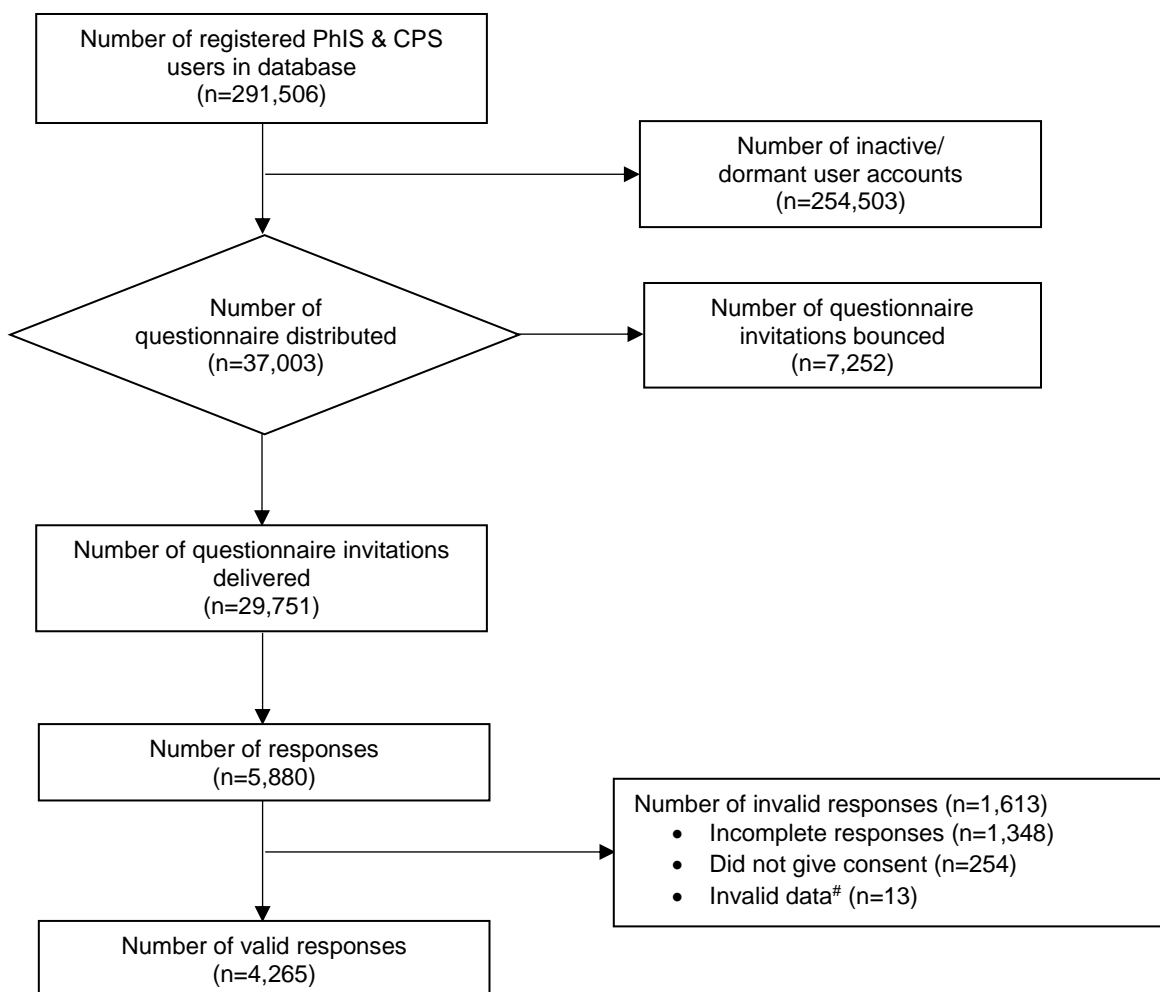 Number of registered PhIS & CPS
users in database
(n=291,506)
Number of inactive/
dormant user accounts
(n=254,503)
Number of
questionnaire distributed
(n=37,003)
Number of questionnaire
invitations bounced
(n=7,252)
Number of questionnaire invitations
delivered
(n=29,751)
Number of responses
(n=5,880)
Number of invalid responses (n=1,613)
• Incomplete responses (n=1,348)
• Did not give consent (n=254)
• Invalid data# (n=13)
Number of valid responses
(n=4,265)